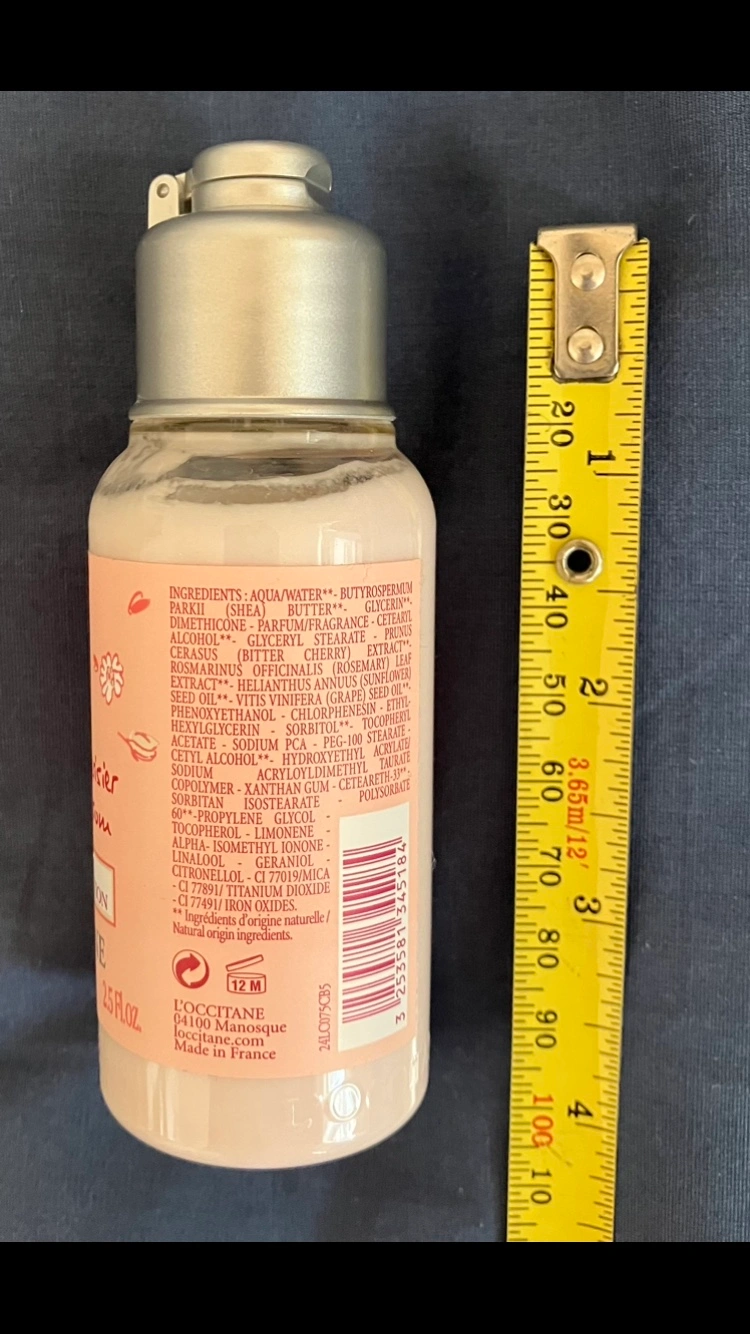 INGREDIENTS : AQUA/WATER**- BUTYROSPERMUM
PARKII (SHEA) BUTTER**- GLYCERIN**-
DIMETHICONE - PARFUM/FRAGRANCE - CETEARYL
ALCOHOL**- GLYCERYL STEARATE - PRUNUS
CERASUS (BITTER CHERRY) EXTRACT**-
ROSMARINUS OFFICINALIS (ROSEMARY) LEAF
EXTRACT**- HELIANTHUS ANNUUS (SUNFLOWER)
SEED OIL**- VITIS VINIFERA (GRAPE) SEED OIL**-
PHENOXYETHANOL - CHLORPHENESIN - ETHYL-
HEXYLGLYCERIN - SORBITOL**- TOCOPHERYL
ACETATE - SODIUM PCA - PEG-100 STEARATE -
CETYL ALCOHOL**- HYDROXYETHYL ACRYLATE/
SODIUM ACRYLOYLDIMETHYL TAURATE
COPOLYMER - XANTHAN GUM - CETEARETH-33**-
SORBITAN ISOSTEARATE - POLYSORBATE
60**-PROPYLENE GLYCOL -
TOCOPHEROL - LIMONENE -
ALPHA- ISOMETHYL IONONE -
LINALOOL - GERANIOL -
CITRONELLOL - CI 77019/MICA
- CI 77891/ TITANIUM DIOXIDE
- CI 77491/ IRON OXIDES.
** Ingrédients d'origine naturelle /
Natural origin ingredients.
12 M
L'OCCITANE
04100 Manosque
loccitane.com
Made in France
24LC075CB5
3 253581 345184
2.5 Fl.OZ.
20 30 40 50 60 70 80 90 100 10
1 2 3 4
3.65m/12'